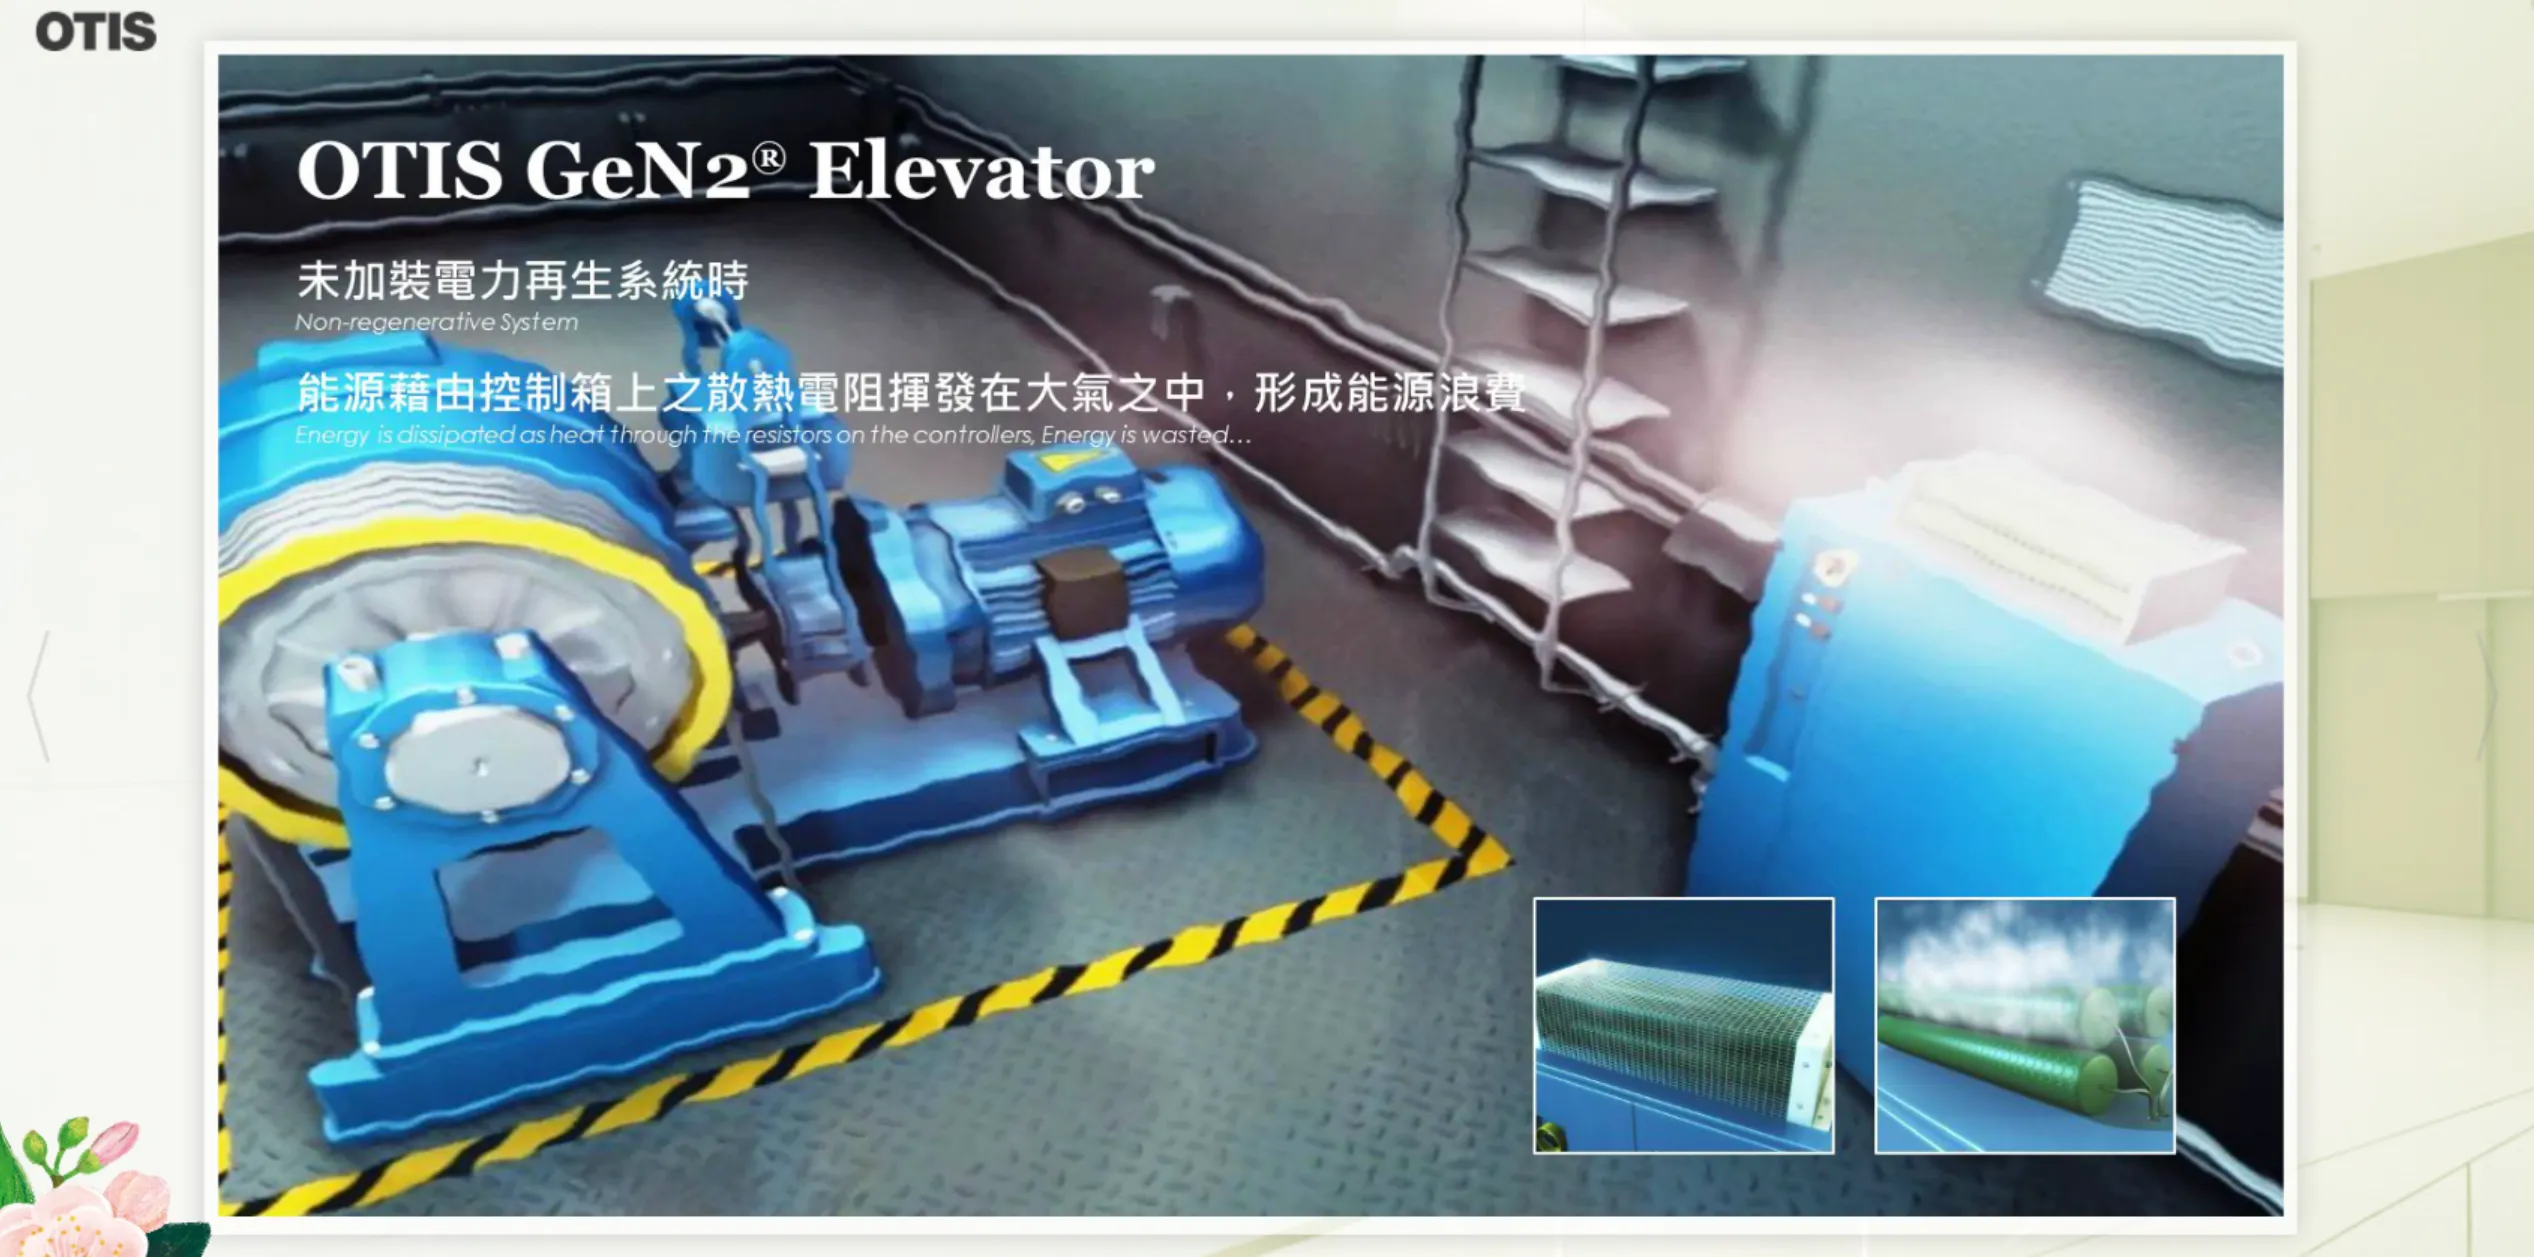 OTIS
OTIS GeN2® Elevator
未加裝電力再生系統時
Non-regenerative System
能源藉由控制箱上之散熱電阻揮發在大氣之中，形成能源浪費
Energy is dissipated as heat through the resistors on the controllers, Energy is wasted...